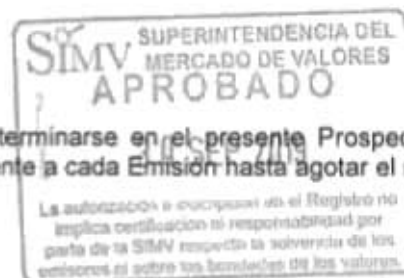 SIMV SUPERINTENDENCIA DEL
MERCADO DE VALORES
APROBADO
terminarse en el presente Prospec
nte a cada Emisión hasta agotar el
La autorización e inscripción en el Registro no
implica certificación ni responsabilidad por
parte de la SIMV respecto la solvencia de los
emisores ni sobre las bondades de los valores.